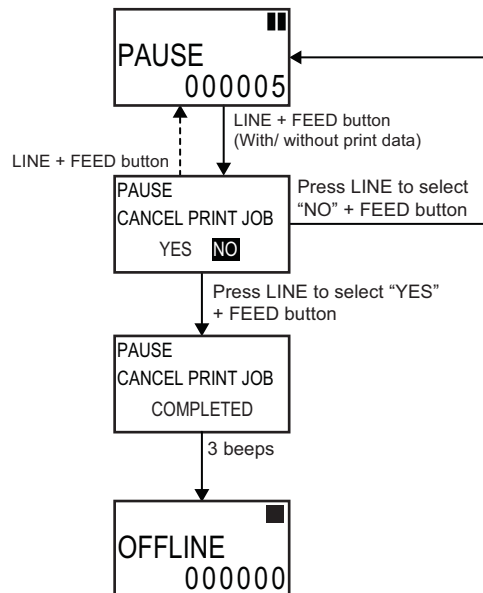 PAUSE
000005
LINE + FEED button
(With/ without print data)
LINE + FEED button
PAUSE
CANCEL PRINT JOB
YES NO
Press LINE to select
“NO” + FEED button
Press LINE to select “YES”
+ FEED button
PAUSE
CANCEL PRINT JOB
COMPLETED
3 beeps
OFFLINE
000000